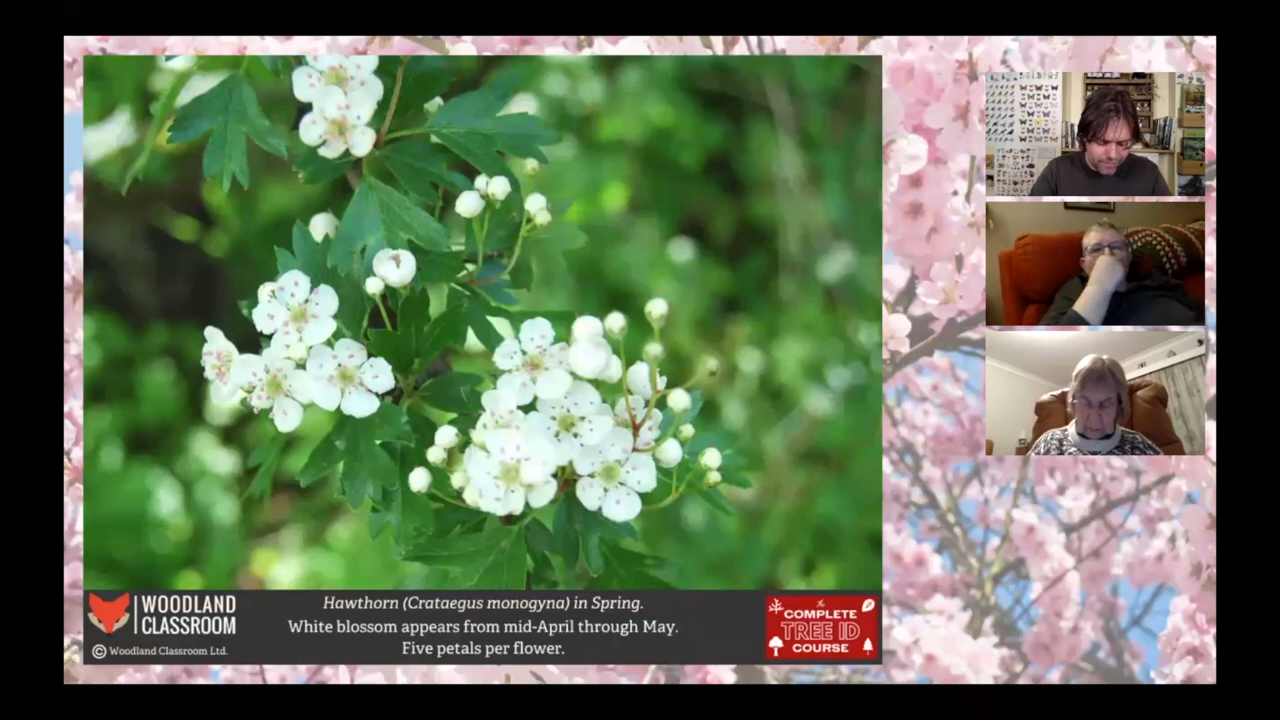 WOODLAND
CLASSROOM
© Woodland Classroom Ltd.
Hawthorn (Crataegus monogyna) in Spring.
White blossom appears from mid-April through May.
Five petals per flower.
The
COMPLETE
TREE ID
COURSE